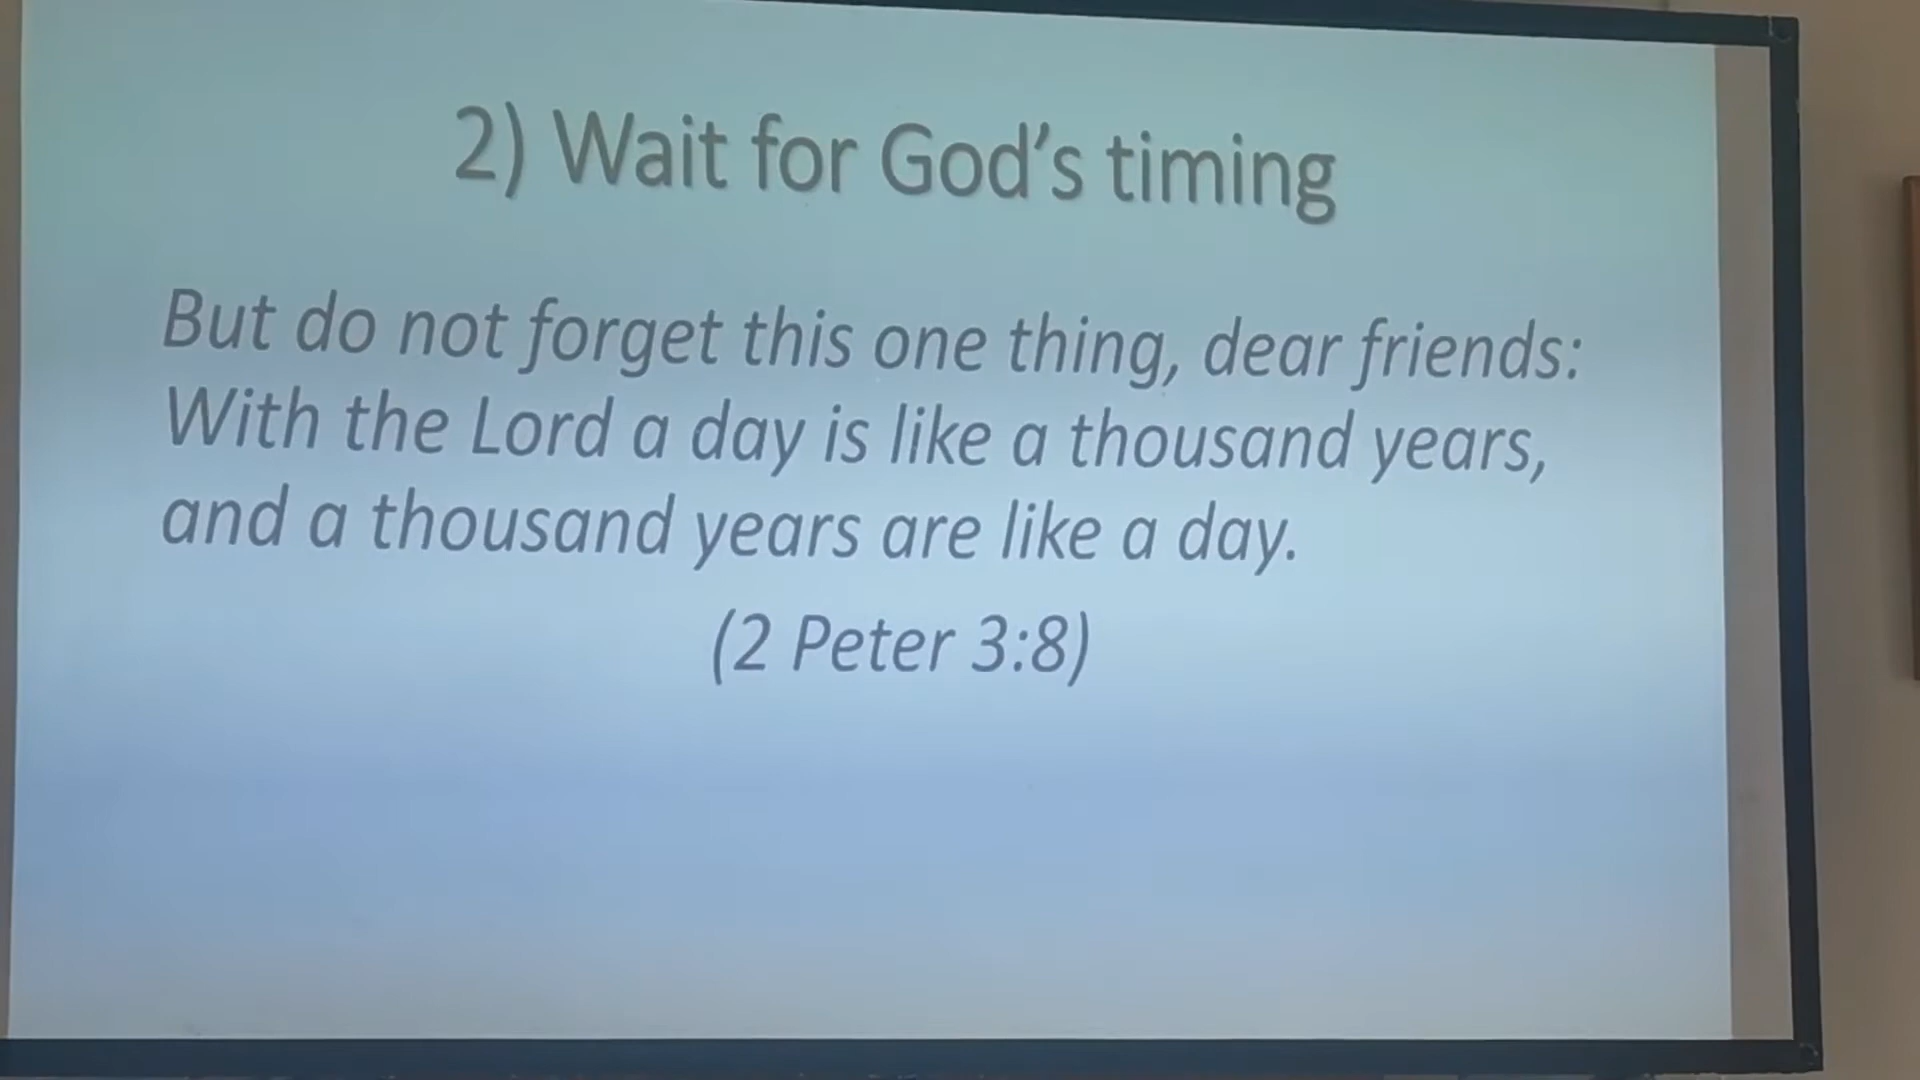 2) Wait for God's timing
But do not forget this one thing, dear friends:
With the Lord a day is like a thousand years,
and a thousand years are like a day.
(2 Peter 3:8)